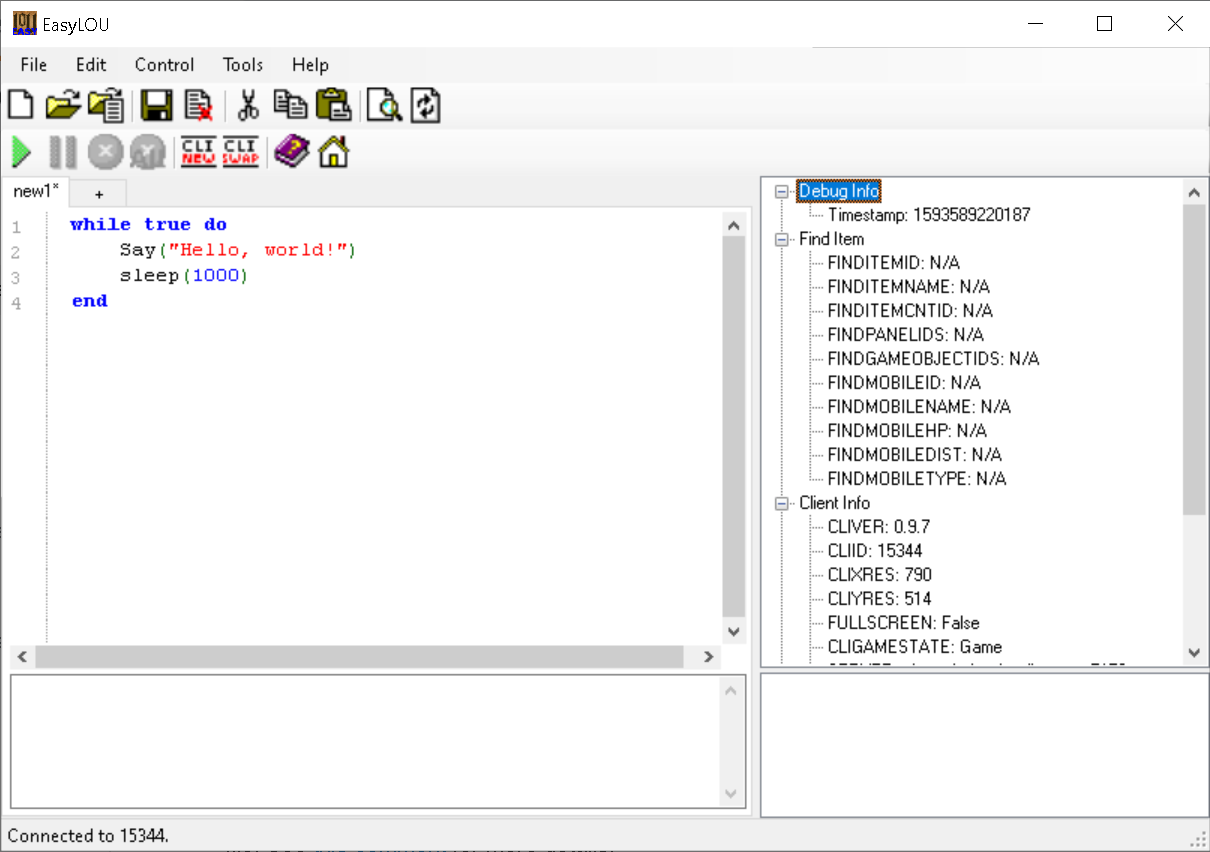 EasyLOU
File Edit Control Tools Help
CLI NEW CLI SWAP
new1* +
1 while true do
2 Say("Hello, world!")
3 sleep(1000)
4 end
Debug Info
Timestamp: 1593589220187
Find Item
FINDITEMID: N/A
FINDITEMNAME: N/A
FINDITEMCNTID: N/A
FINDPANELIDS: N/A
FINDGAMEOBJECTIDS: N/A
FINDMOBILEID: N/A
FINDMOBILENAME: N/A
FINDMOBILEHP: N/A
FINDMOBILEDIST: N/A
FINDMOBILETYPE: N/A
Client Info
CLIVER: 0.9.7
CLIID: 15344
CLIXRES: 790
CLIYRES: 514
FULLSCREEN: False
CLIGAMESTATE: Game
Connected to 15344.